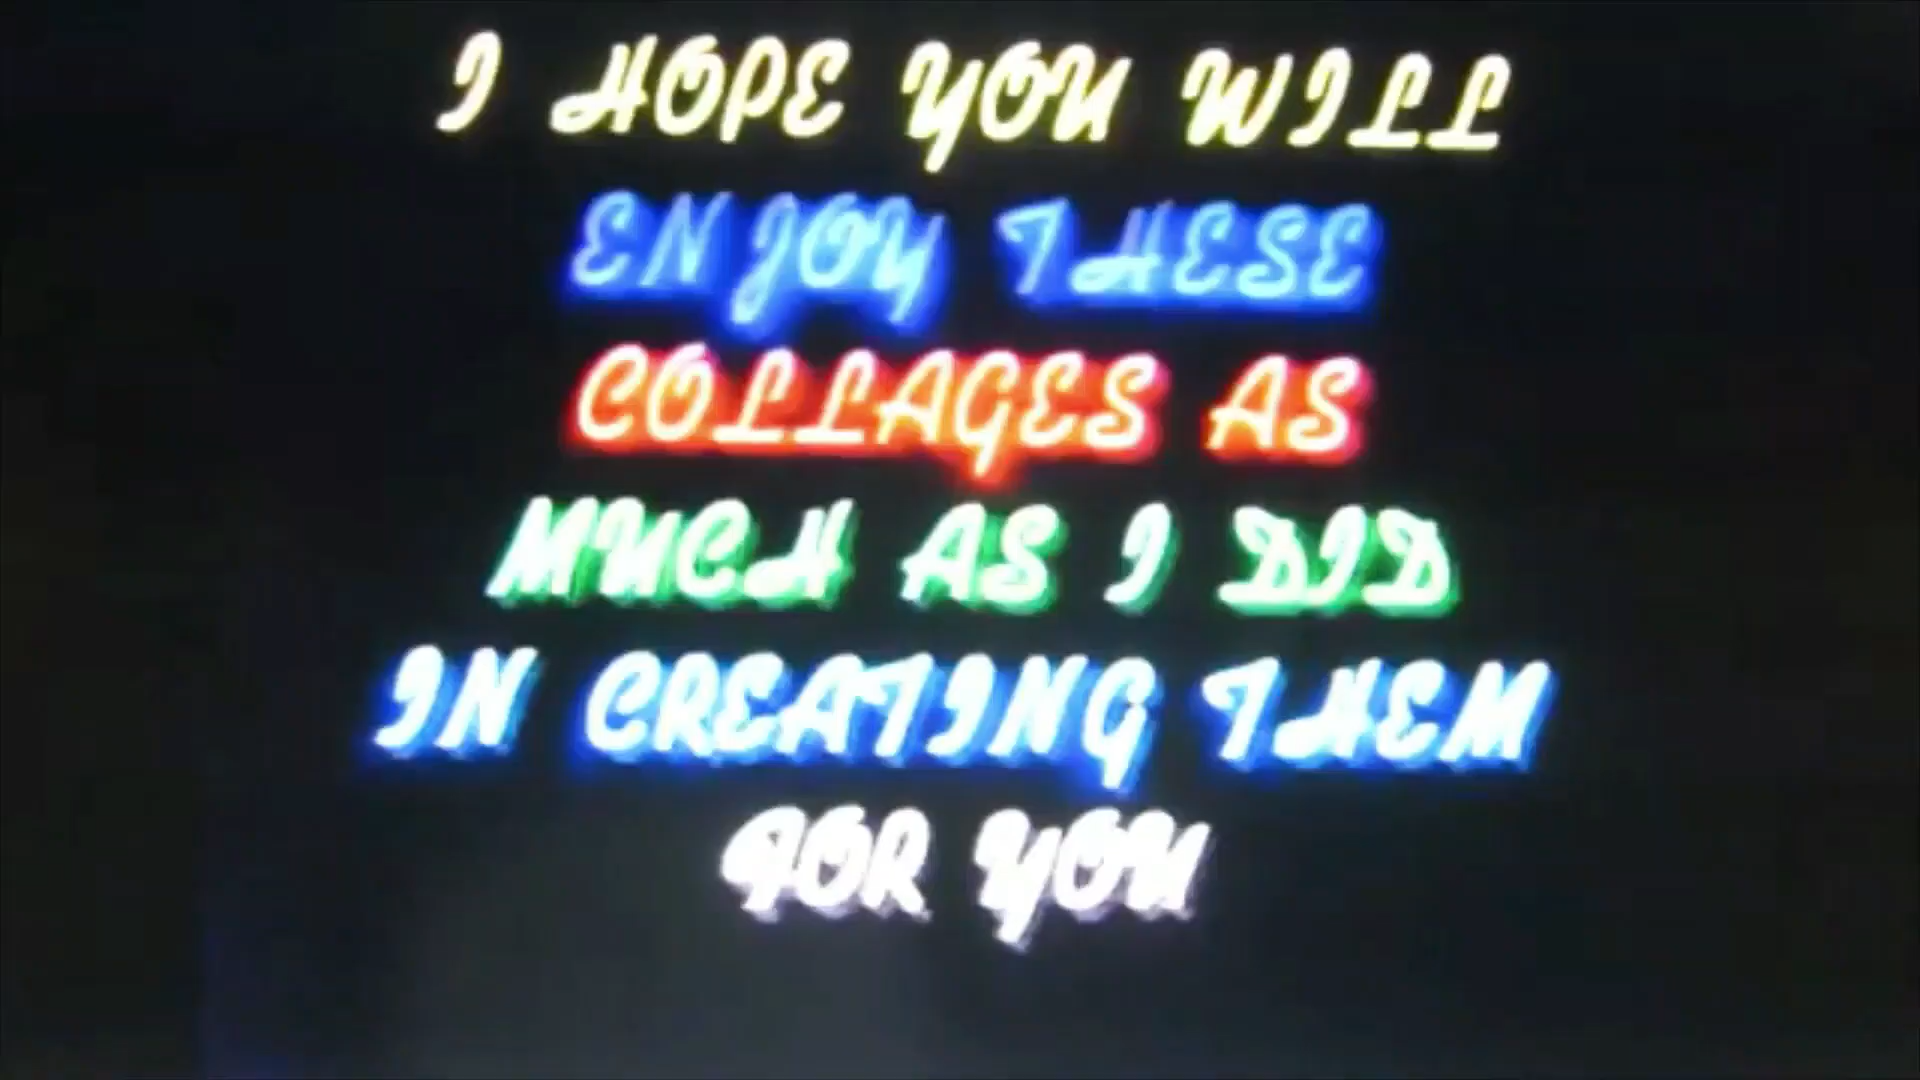 I HOPE YOU WILL
ENJOY THESE
COLLAGES AS
MUCH AS I DID
IN CREATING THEM
FOR YOU